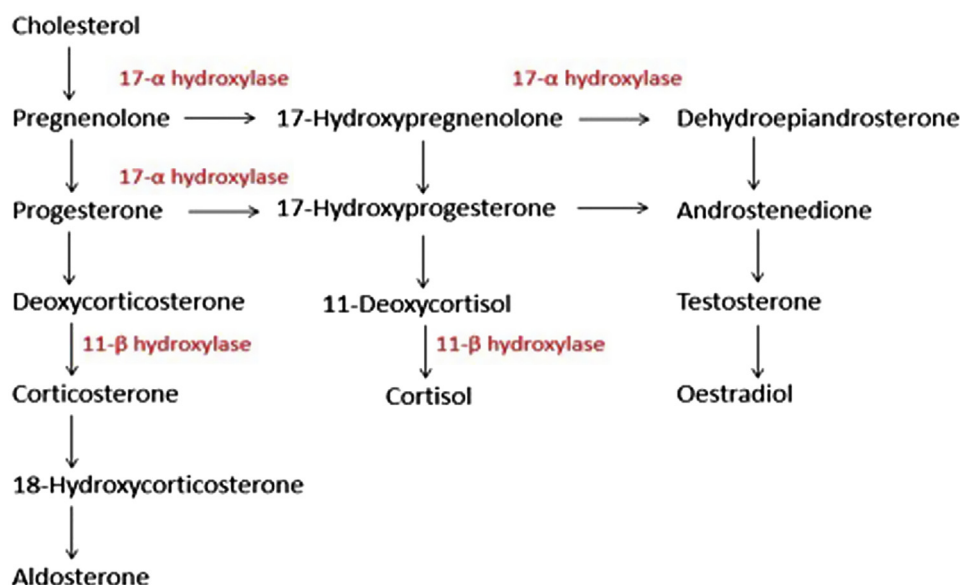 Cholesterol
17-α hydroxylase 17-α hydroxylase
Pregnenolone 17-Hydroxypregnenolone Dehydroepiandrosterone
17-α hydroxylase
Progesterone 17-Hydroxyprogesterone Androstenedione
Deoxycorticosterone 11-Deoxycortisol Testosterone
11-β hydroxylase 11-β hydroxylase
Corticosterone Cortisol Oestradiol
18-Hydroxycorticosterone
Aldosterone